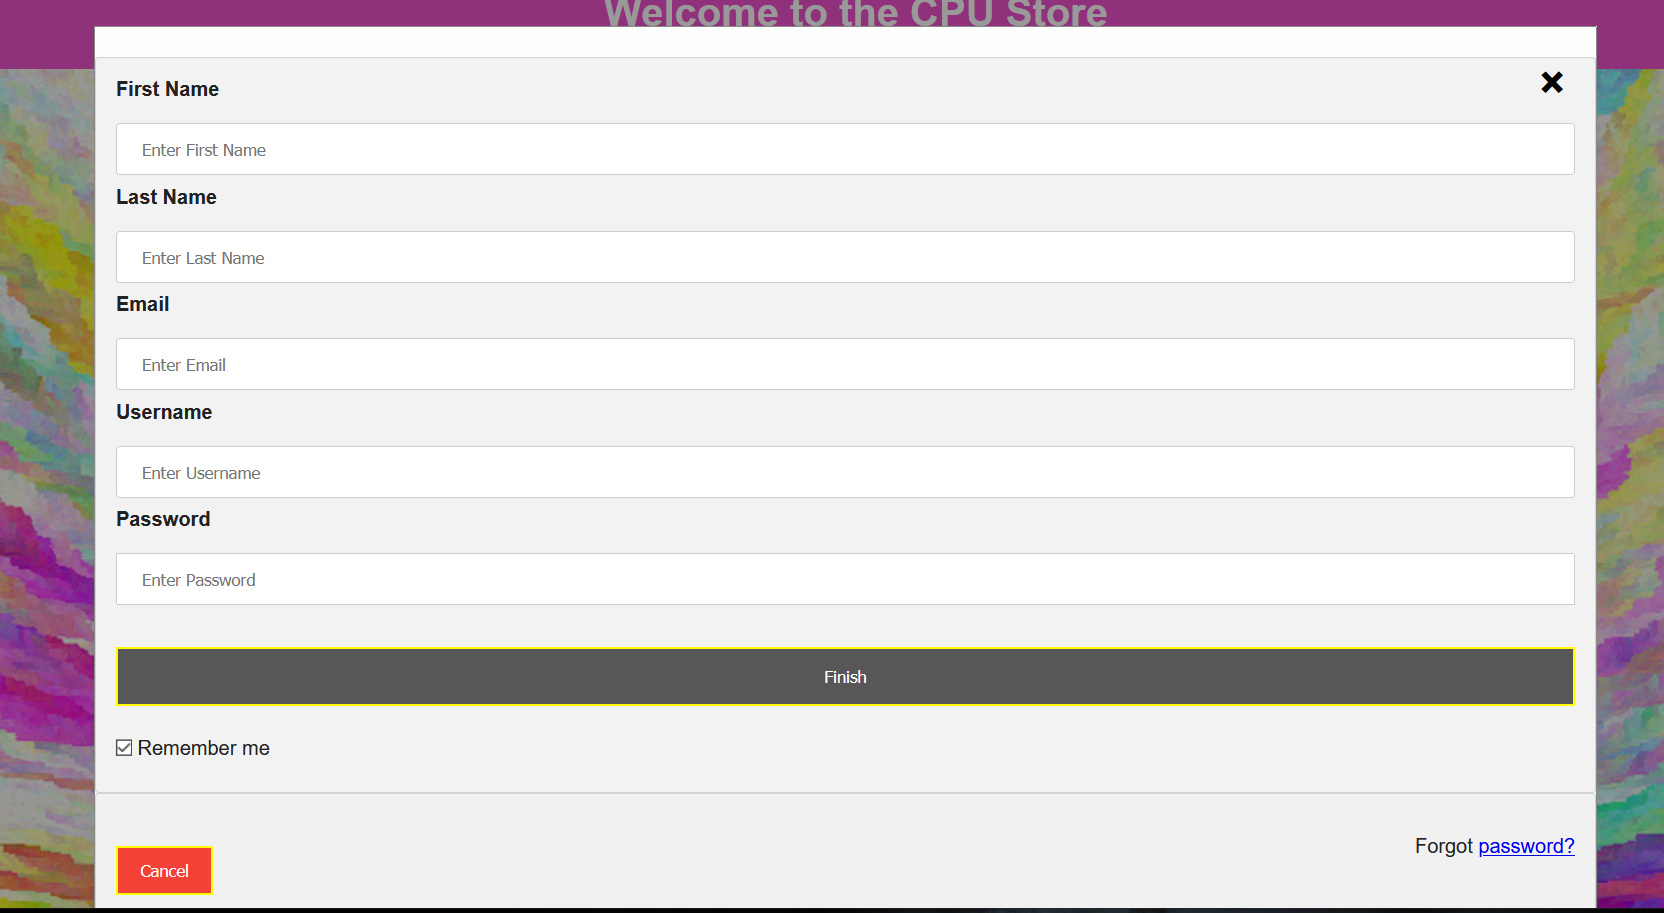 Welcome to the CPU Store
First Name
Enter First Name
Last Name
Enter Last Name
Email
Enter Email
Username
Enter Username
Password
Enter Password
Finish
Remember me
Forgot password?
Cancel